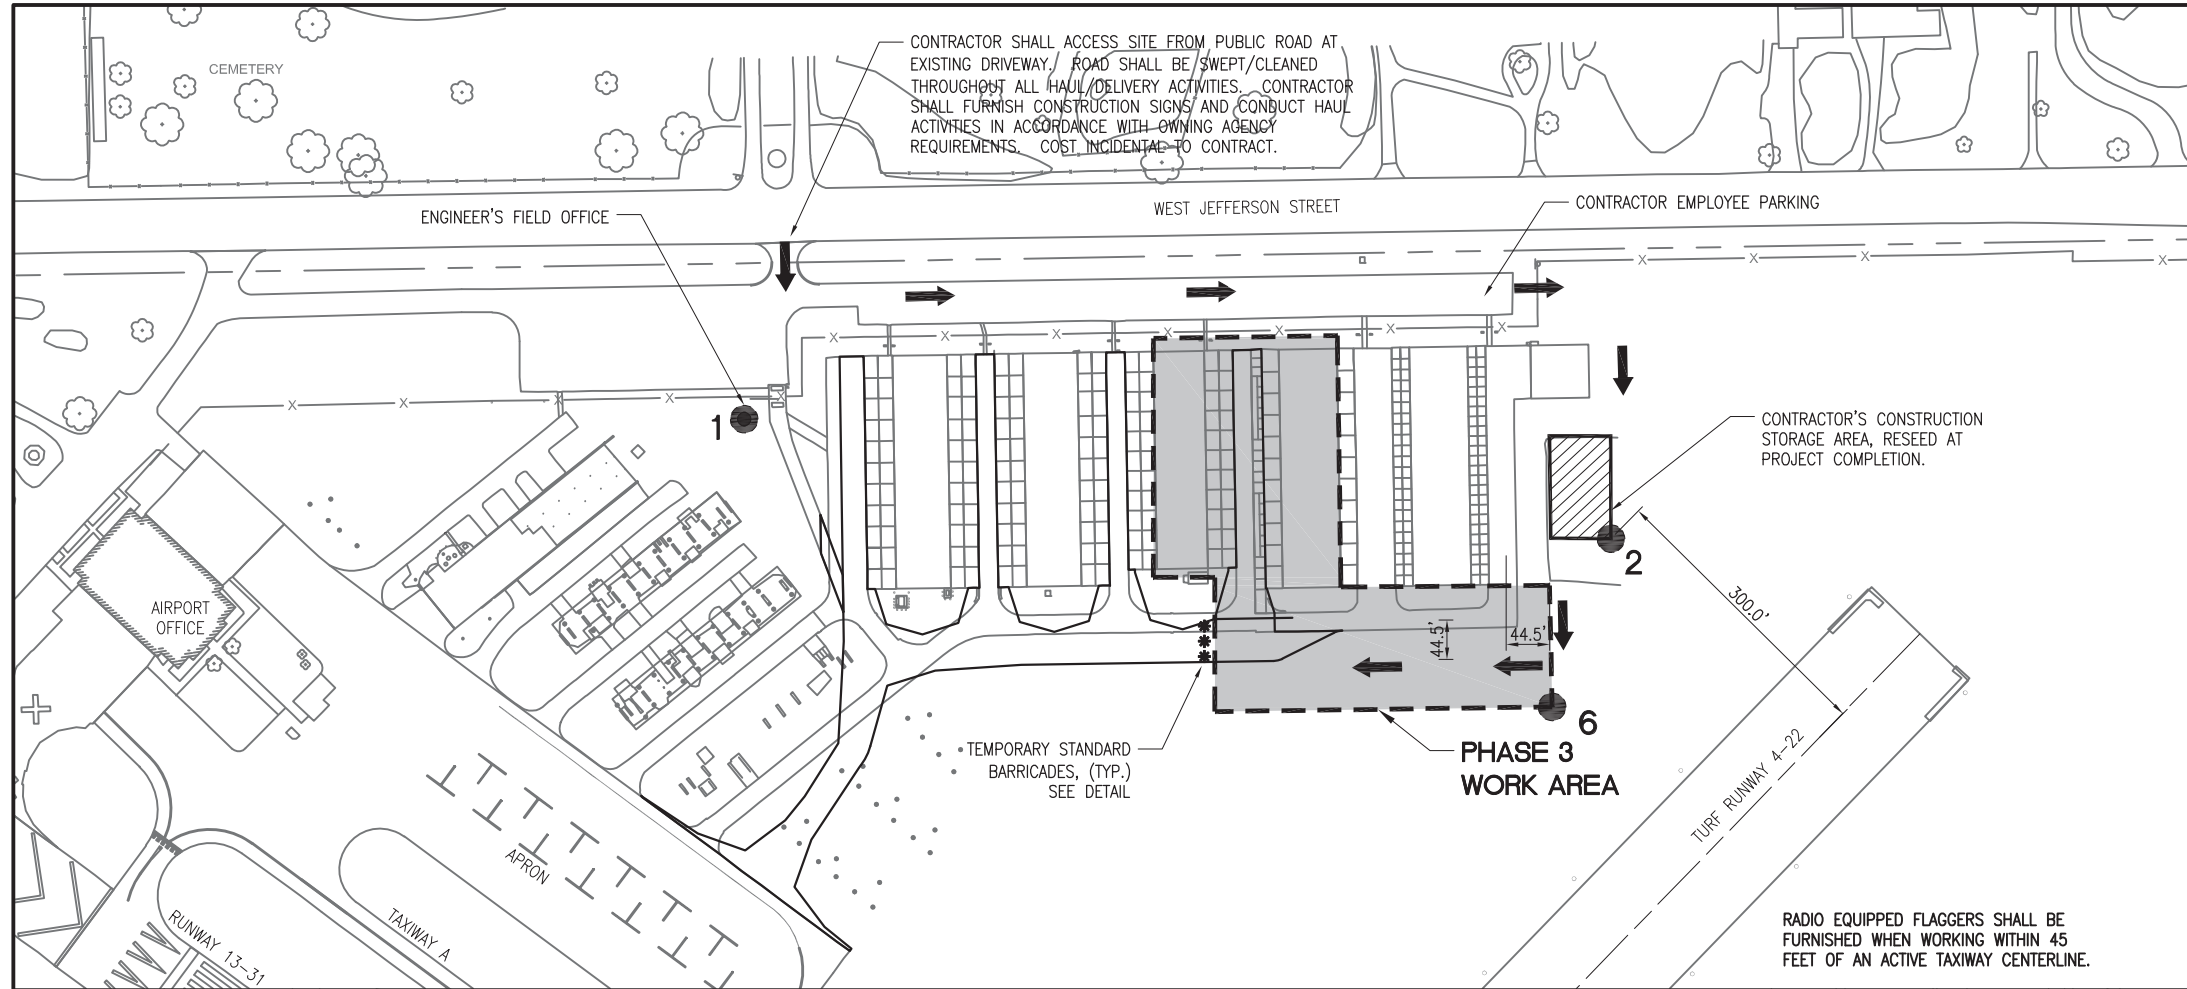 CONTRACTOR SHALL ACCESS SITE FROM PUBLIC ROAD AT
EXISTING DRIVEWAY. ROAD SHALL BE SWEPT/CLEANED
THROUGHOUT ALL HAUL/DELIVERY ACTIVITIES. CONTRACTOR
SHALL FURNISH CONSTRUCTION SIGNS AND CONDUCT HAUL
ACTIVITIES IN ACCORDANCE WITH OWNING AGENCY
REQUIREMENTS. COST INCIDENTAL TO CONTRACT.
CEMETERY
ENGINEER'S FIELD OFFICE
WEST JEFFERSON STREET
CONTRACTOR EMPLOYEE PARKING
1
CONTRACTOR'S CONSTRUCTION
STORAGE AREA, RESEED AT
PROJECT COMPLETION.
2
300.0'
AIRPORT
OFFICE
44.5'
44.5'
6
TEMPORARY STANDARD
BARRICADES, (TYP.)
SEE DETAIL
PHASE 3
WORK AREA
TURF RUNWAY 4-22
APRON
TAXIWAY A
RUNWAY 13-31
RADIO EQUIPPED FLAGGERS SHALL BE
FURNISHED WHEN WORKING WITHIN 45
FEET OF AN ACTIVE TAXIWAY CENTERLINE.